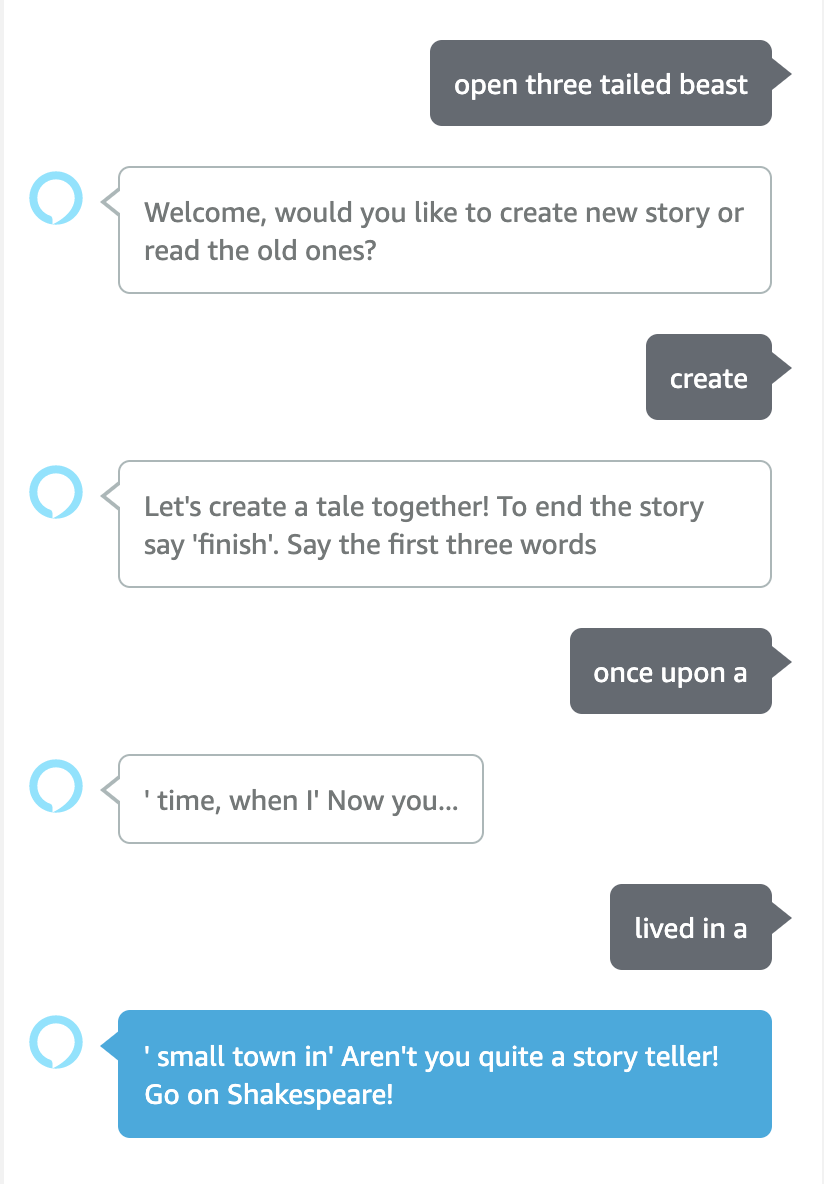 open three tailed beast
Welcome, would you like to create new story or
read the old ones?
create
Let's create a tale together! To end the story
say 'finish'. Say the first three words
once upon a
' time, when I' Now you...
lived in a
' small town in' Aren't you quite a story teller!
Go on Shakespeare!